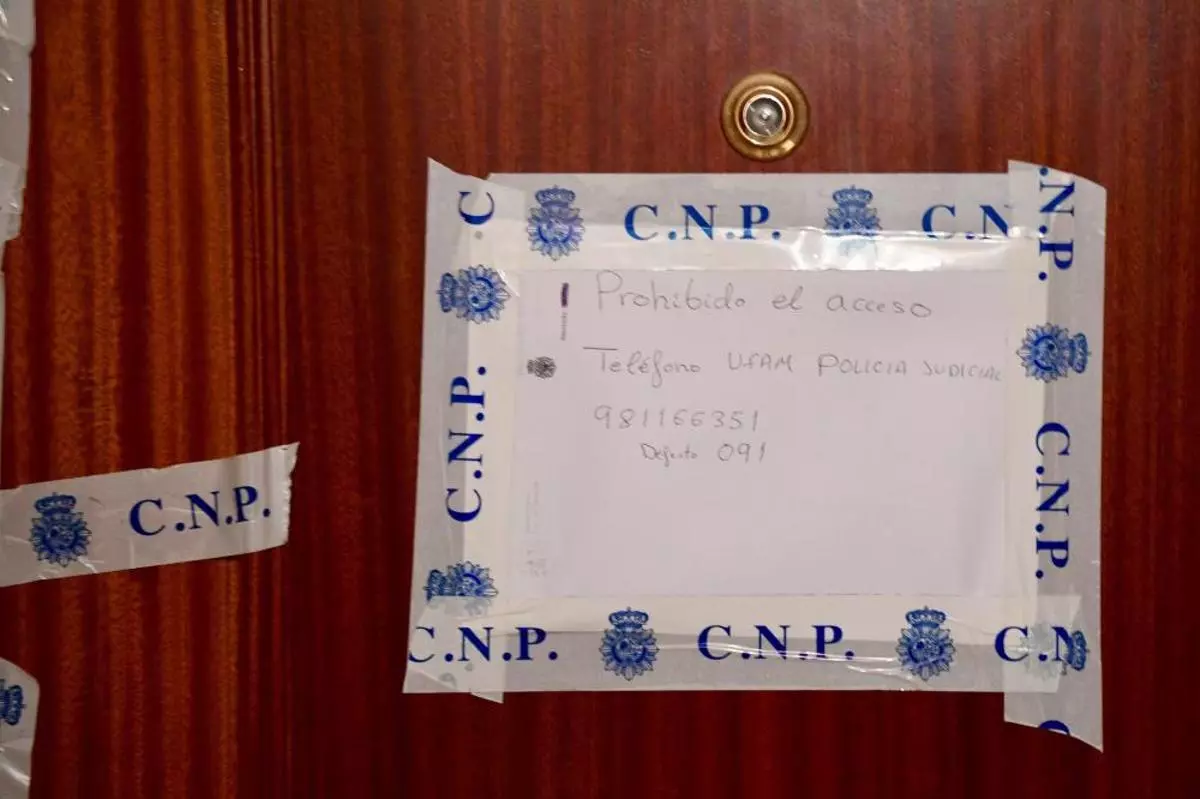 C.N.P.
C.N
.C
C.N.P.
.N.P.
C.N.P.
Prohibido el acceso
Teléfono UFAM POLICIA JUDICIAL
981166351
Defecto 091
C.N.P.
C.N.P.
C.N.P.
C.N